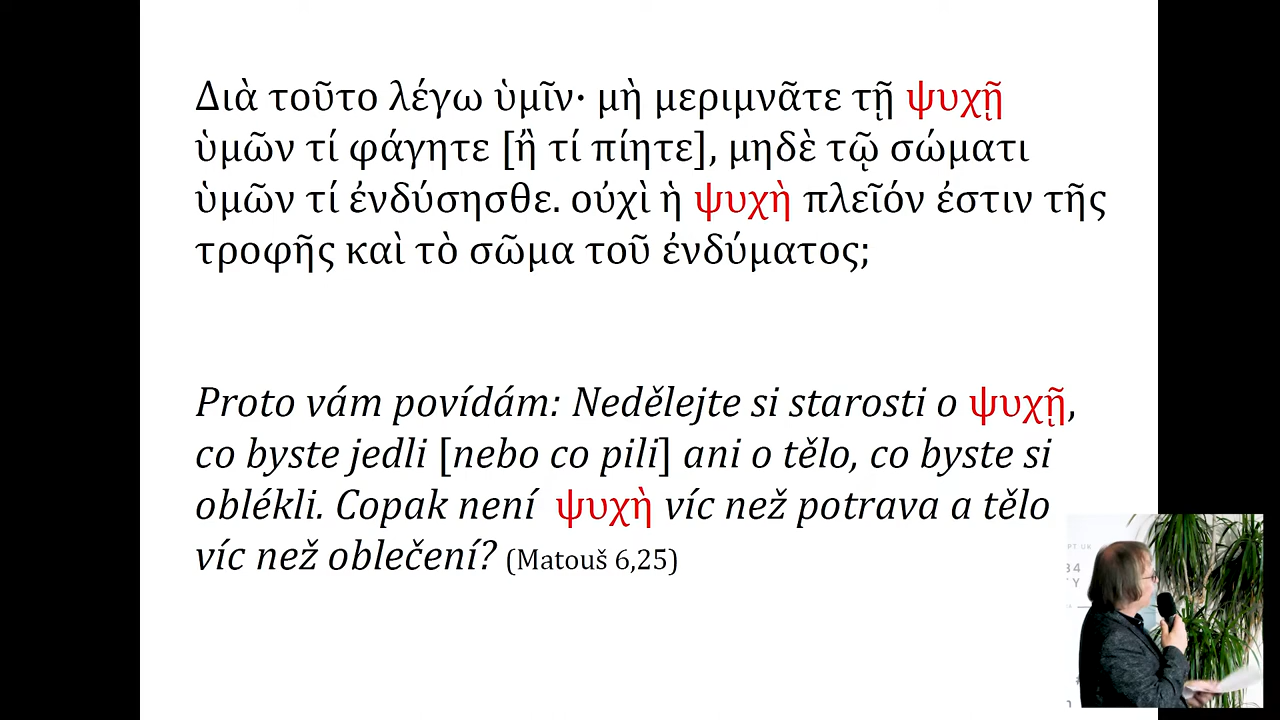 Διὰ τοῦτο λέγω ὑμῖν· μὴ μεριμνᾶτε τῇ ψυχῇ
ὑμῶν τί φάγητε [ἢ τί πίητε], μηδὲ τῷ σώματι
ὑμῶν τί ἐνδύσησθε. οὐχὶ ἡ ψυχὴ πλεῖόν ἐστιν τῆς
τροφῆς καὶ τὸ σῶμα τοῦ ἐνδύματος;
Proto vám povídám: Nedělejte si starosti o ψυχῇ,
co byste jedli [nebo co pili] ani o tělo, co byste si
oblékli. Copak není ψυχὴ víc než potrava a tělo
víc než oblečení? (Matouš 6,25)